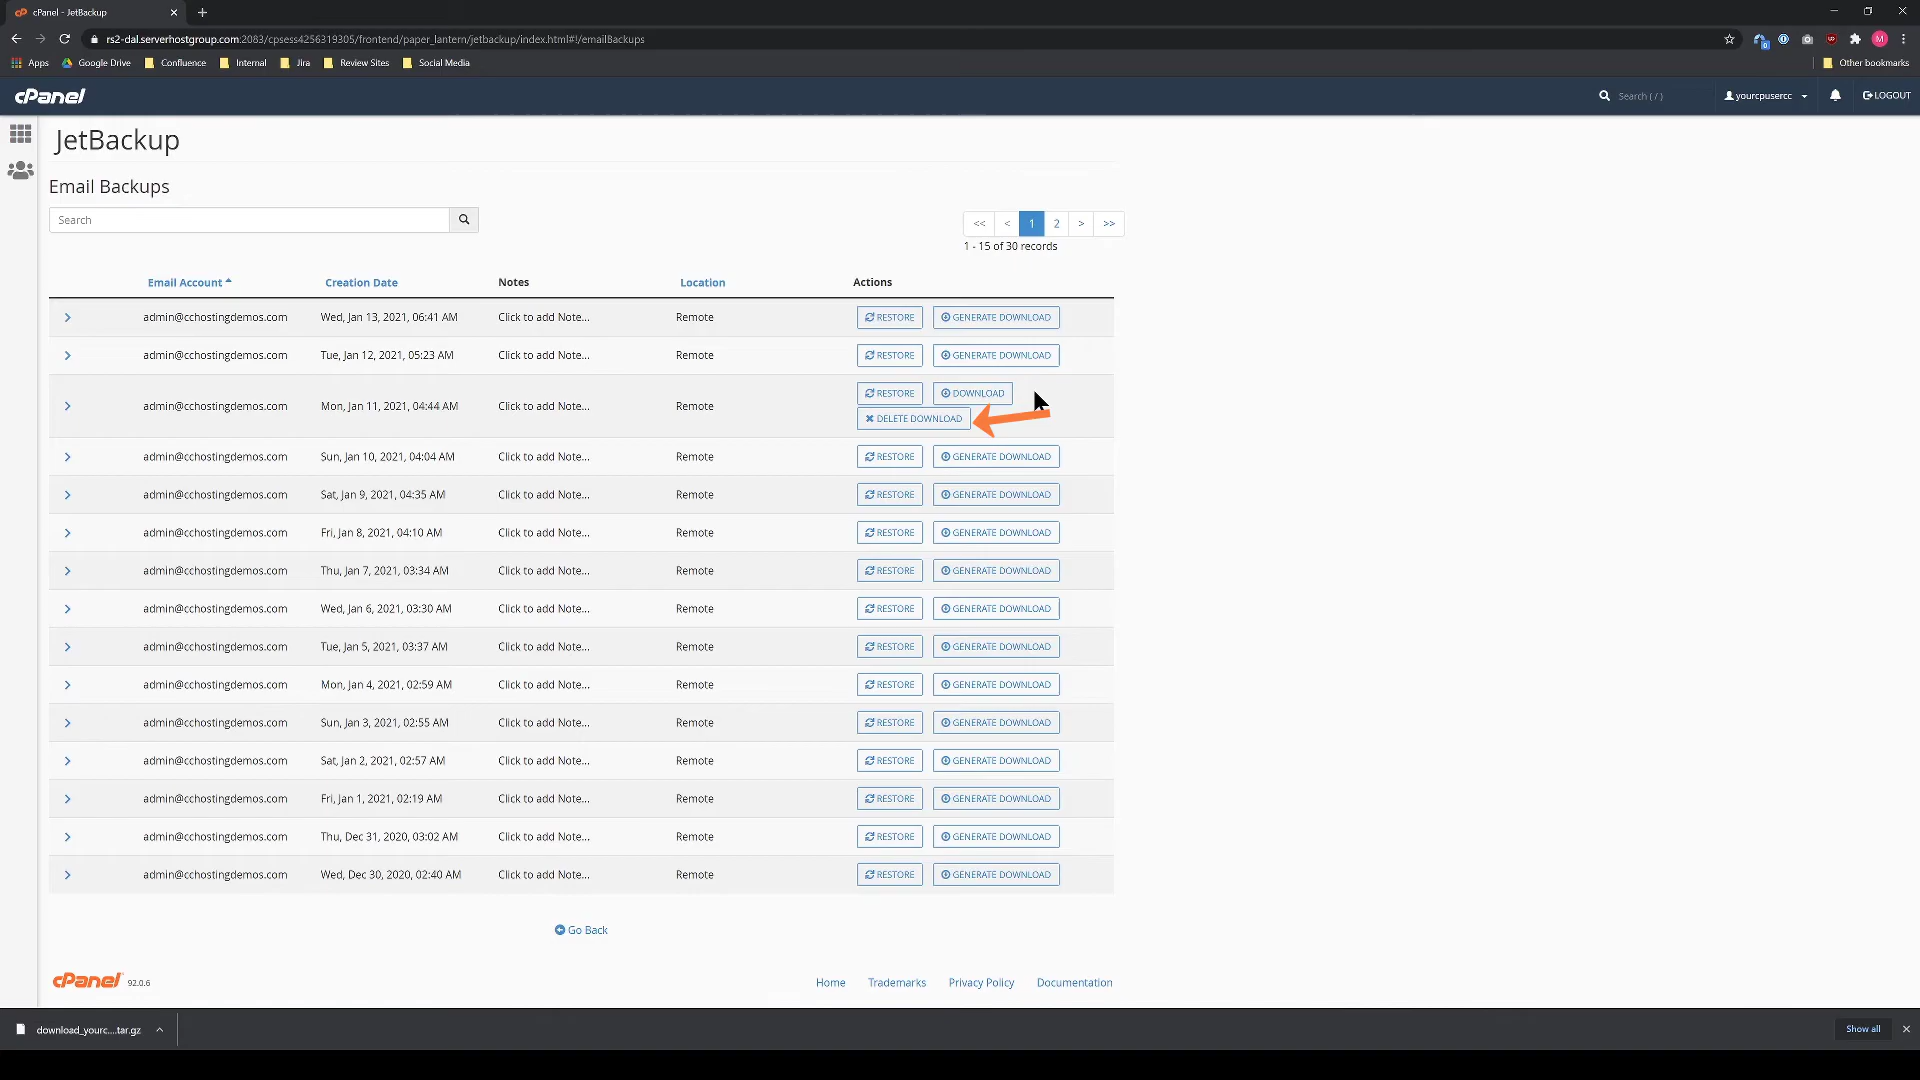 cPanel - JetBackup
rs2-dal.serverhostgroup.com:2083/cpsess4256319305/frontend/paper_lantern/jetbackup/index.html#!/emailBackups
Apps Google Drive Confluence Internal Jira Review Sites Social Media Other bookmarks
cPanel Search ( / ) yourcpusercc LOGOUT
JetBackup
Email Backups
Search
<< < 1 2 > >>
1 - 15 of 30 records
Email Account Creation Date Notes Location Actions
admin@cchostingdemos.com Wed, Jan 13, 2021, 06:41 AM Click to add Note... Remote RESTORE GENERATE DOWNLOAD
admin@cchostingdemos.com Tue, Jan 12, 2021, 05:23 AM Click to add Note... Remote RESTORE GENERATE DOWNLOAD
admin@cchostingdemos.com Mon, Jan 11, 2021, 04:44 AM Click to add Note... Remote RESTORE DOWNLOAD
DELETE DOWNLOAD
admin@cchostingdemos.com Sun, Jan 10, 2021, 04:04 AM Click to add Note... Remote RESTORE GENERATE DOWNLOAD
admin@cchostingdemos.com Sat, Jan 9, 2021, 04:35 AM Click to add Note... Remote RESTORE GENERATE DOWNLOAD
admin@cchostingdemos.com Fri, Jan 8, 2021, 04:10 AM Click to add Note... Remote RESTORE GENERATE DOWNLOAD
admin@cchostingdemos.com Thu, Jan 7, 2021, 03:34 AM Click to add Note... Remote RESTORE GENERATE DOWNLOAD
admin@cchostingdemos.com Wed, Jan 6, 2021, 03:30 AM Click to add Note... Remote RESTORE GENERATE DOWNLOAD
admin@cchostingdemos.com Tue, Jan 5, 2021, 03:37 AM Click to add Note... Remote RESTORE GENERATE DOWNLOAD
admin@cchostingdemos.com Mon, Jan 4, 2021, 02:59 AM Click to add Note... Remote RESTORE GENERATE DOWNLOAD
admin@cchostingdemos.com Sun, Jan 3, 2021, 02:55 AM Click to add Note... Remote RESTORE GENERATE DOWNLOAD
admin@cchostingdemos.com Sat, Jan 2, 2021, 02:57 AM Click to add Note... Remote RESTORE GENERATE DOWNLOAD
admin@cchostingdemos.com Fri, Jan 1, 2021, 02:19 AM Click to add Note... Remote RESTORE GENERATE DOWNLOAD
admin@cchostingdemos.com Thu, Dec 31, 2020, 03:02 AM Click to add Note... Remote RESTORE GENERATE DOWNLOAD
admin@cchostingdemos.com Wed, Dec 30, 2020, 02:40 AM Click to add Note... Remote RESTORE GENERATE DOWNLOAD
Go Back
cPanel 92.0.6 Home Trademarks Privacy Policy Documentation
download_yourc....tar.gz Show all